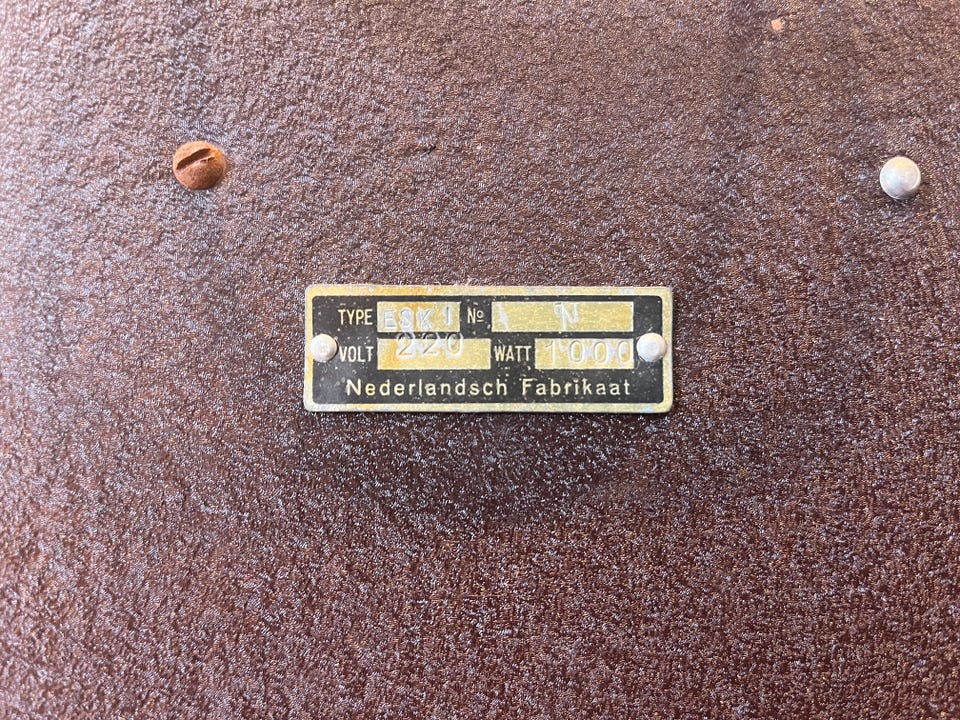 TYPE ESK I № N
VOLT 220 WATT 1000
Nederlandsch Fabrikaat